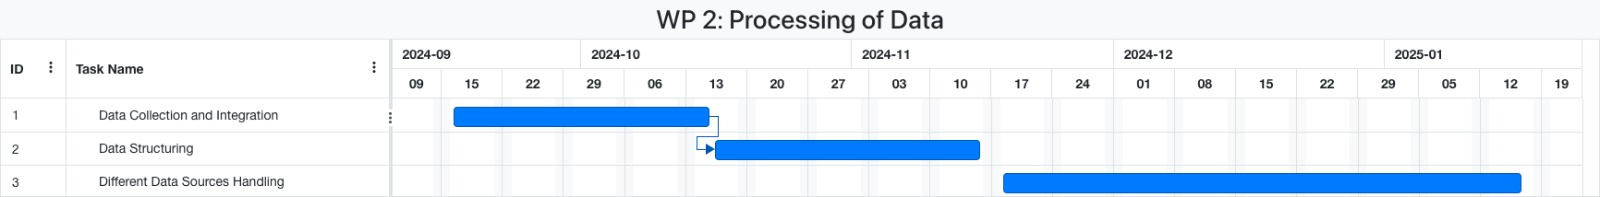 WP 2: Processing of Data
ID Task Name 2024-09 2024-10 2024-11 2024-12 2025-01
09 15 22 29 06 13 20 27 03 10 17 24 01 08 15 22 29 05 12 19
1 Data Collection and Integration
2 Data Structuring
3 Different Data Sources Handling